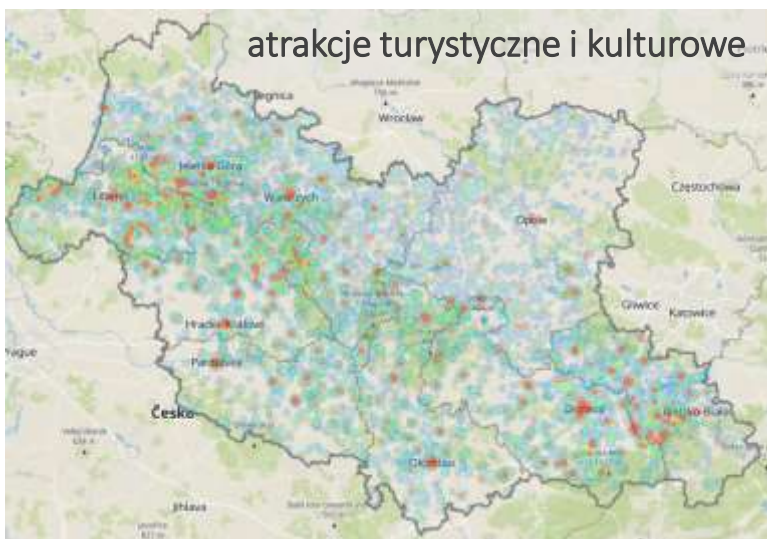 atrakcje turystyczne i kulturowe
Legnica
Wrocław
Częstochowa
Jelenia Góra
Liberec
Wałbrzych
Opole
Gliwice
Katowice
Hradec Králové
Prague
Pardubice
Česko
Ostrava
Bielsko-Biała
Olomouc
Jihlava